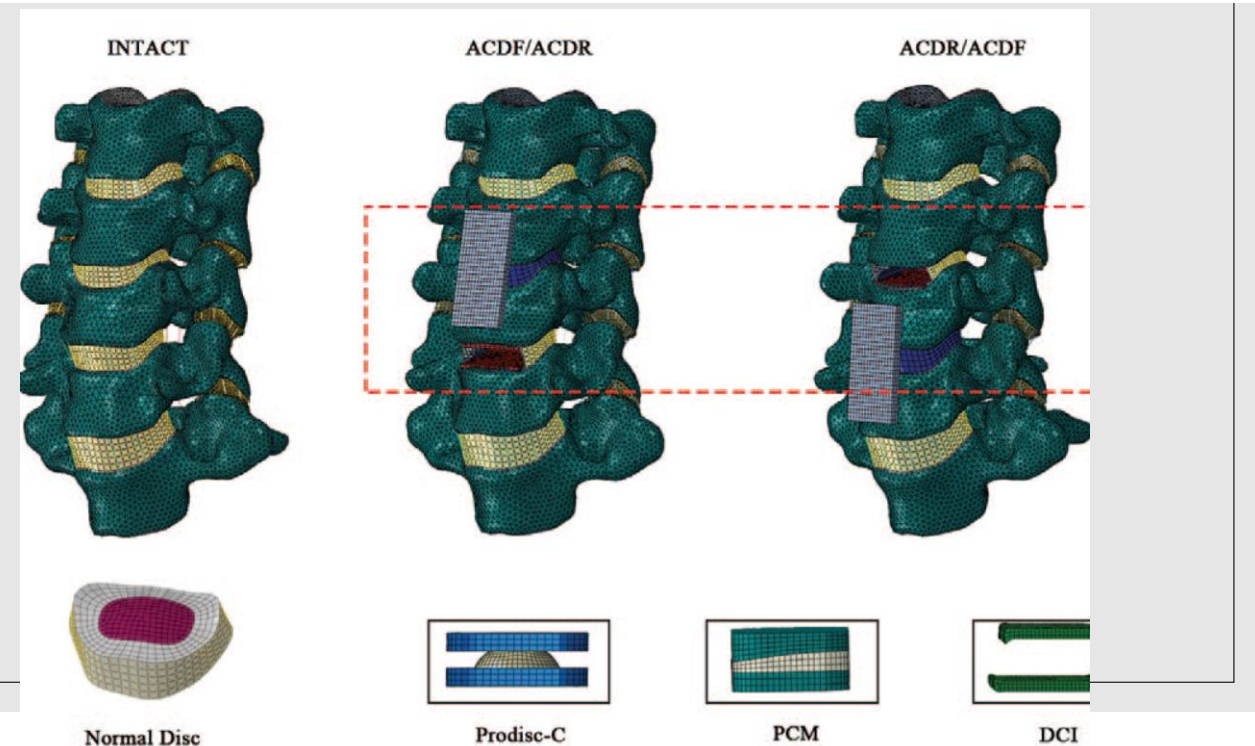 INTACT
ACDF/ACDR
ACDR/ACDF
Normal Disc
Prodisc-C
PCM
DCI